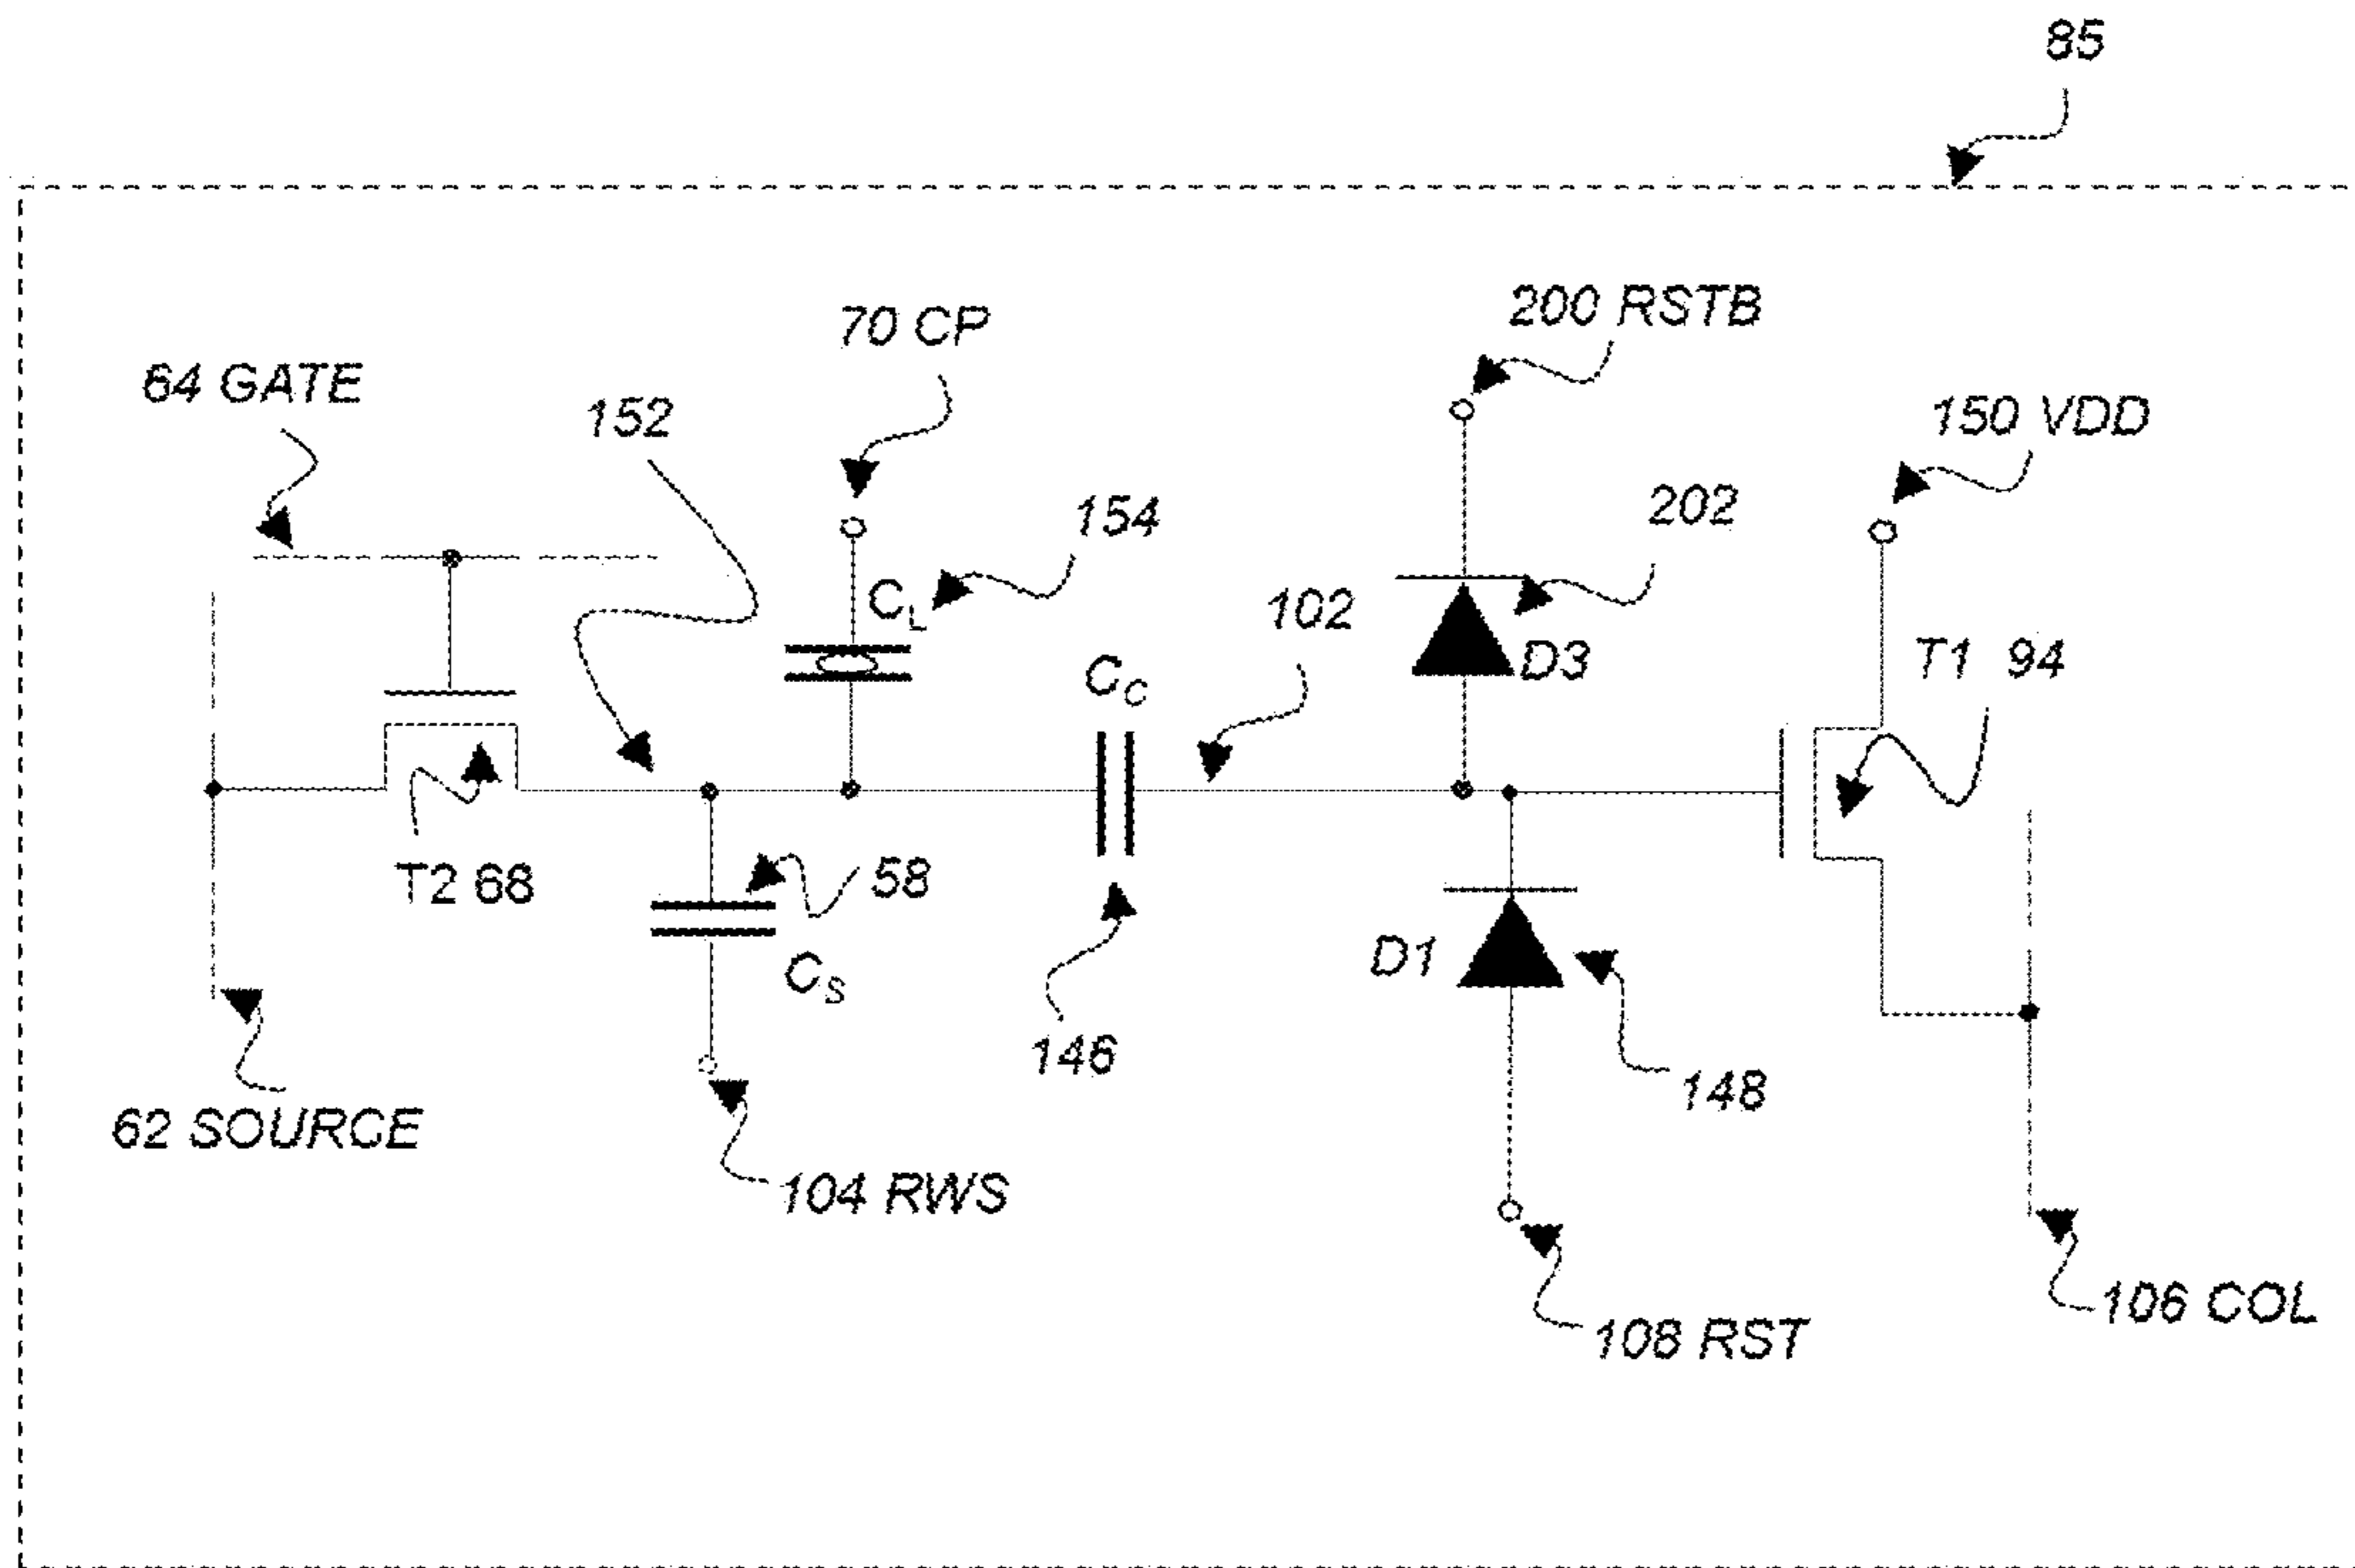 85
200 RSTB
70 CP
64 GATE
152
150 VDD
202
154
C_L
102
D3
T1 94
C_C
T2 68
58
D1
C_S
146
148
62 SOURCE
104 RWS
106 COL
108 RST